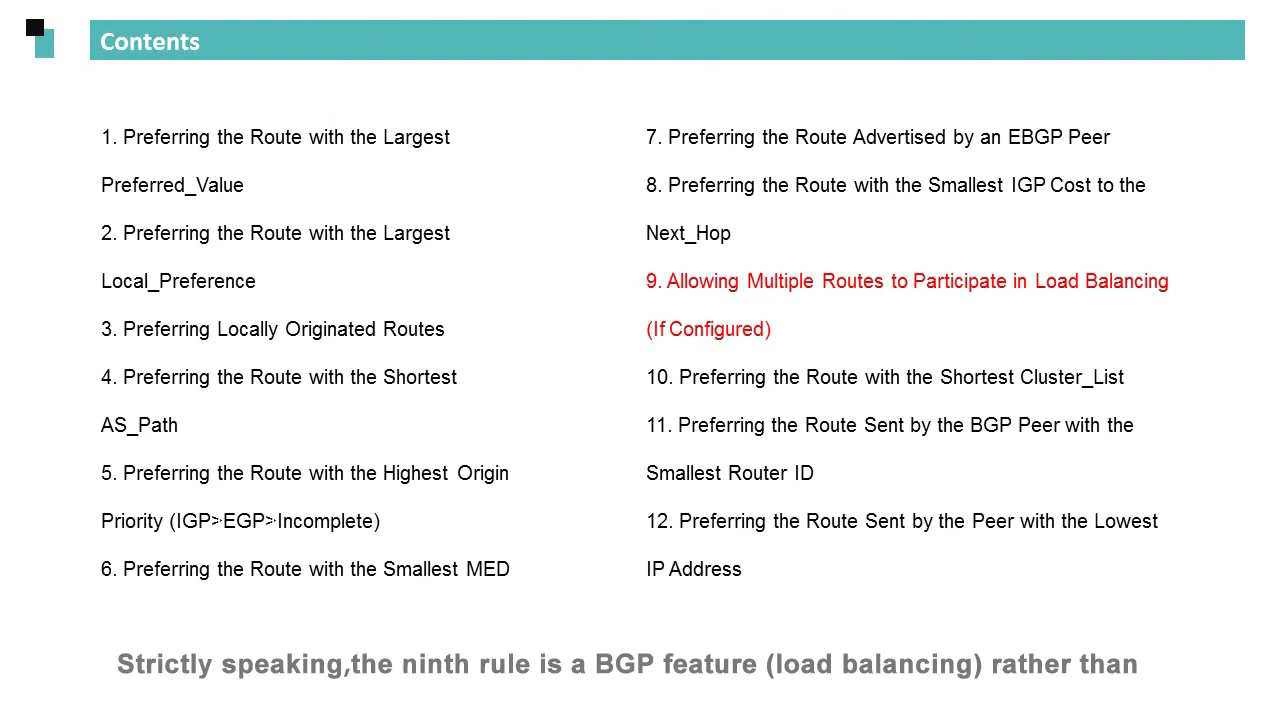 Contents
1. Preferring the Route with the Largest
Preferred_Value
2. Preferring the Route with the Largest
Local_Preference
3. Preferring Locally Originated Routes
4. Preferring the Route with the Shortest
AS_Path
5. Preferring the Route with the Highest Origin
Priority (IGP>EGP>Incomplete)
6. Preferring the Route with the Smallest MED
7. Preferring the Route Advertised by an EBGP Peer
8. Preferring the Route with the Smallest IGP Cost to the
Next_Hop
9. Allowing Multiple Routes to Participate in Load Balancing
(If Configured)
10. Preferring the Route with the Shortest Cluster_List
11. Preferring the Route Sent by the BGP Peer with the
Smallest Router ID
12. Preferring the Route Sent by the Peer with the Lowest
IP Address
Strictly speaking,the ninth rule is a BGP feature (load balancing) rather than